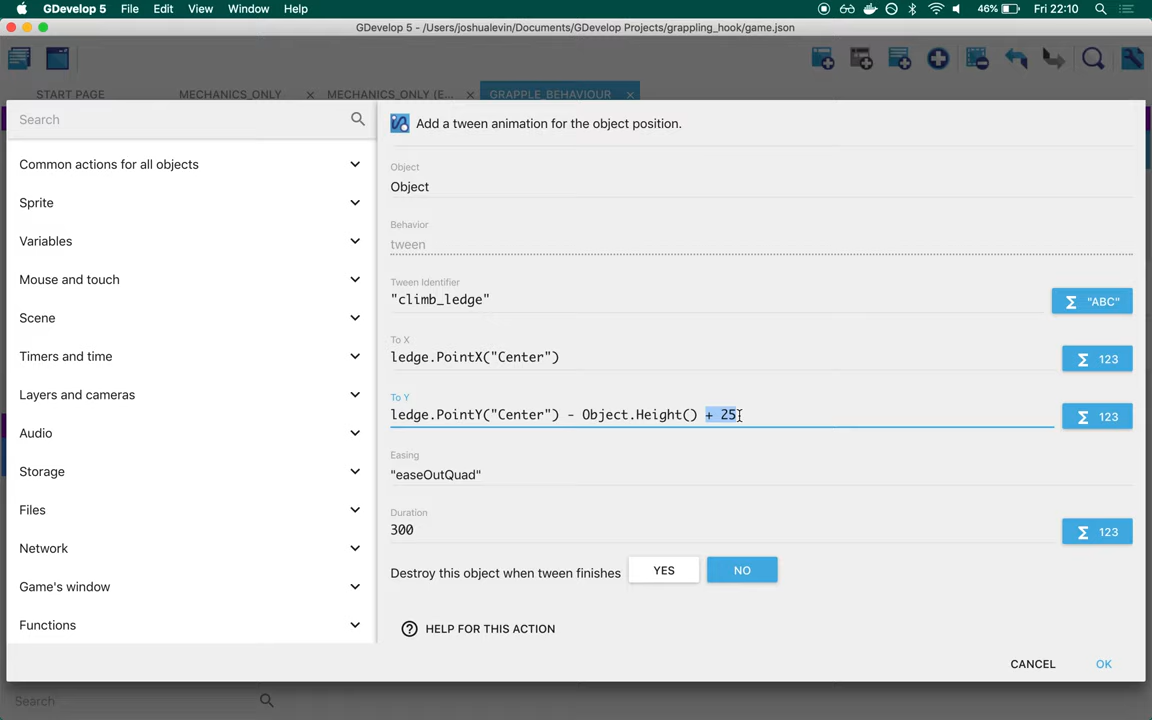 GDevelop 5 File Edit View Window Help 46% Fri 22:10
GDevelop 5 - /Users/joshualevin/Documents/GDevelop Projects/grappling_hook/game.json
START PAGE MECHANICS_ONLY MECHANICS_ONLY (E... GRAPPLE_BEHAVIOUR
Search
Common actions for all objects
Sprite
Variables
Mouse and touch
Scene
Timers and time
Layers and cameras
Audio
Storage
Files
Network
Game's window
Functions
Add a tween animation for the object position.
Object
Object
Behavior
tween
Tween Identifier
"climb_ledge"
"ABC"
To X
ledge.PointX("Center")
123
To Y
ledge.PointY("Center") - Object.Height() + 25
123
Easing
"easeOutQuad"
Duration
300
123
Destroy this object when tween finishes YES NO
HELP FOR THIS ACTION
CANCEL OK
Search